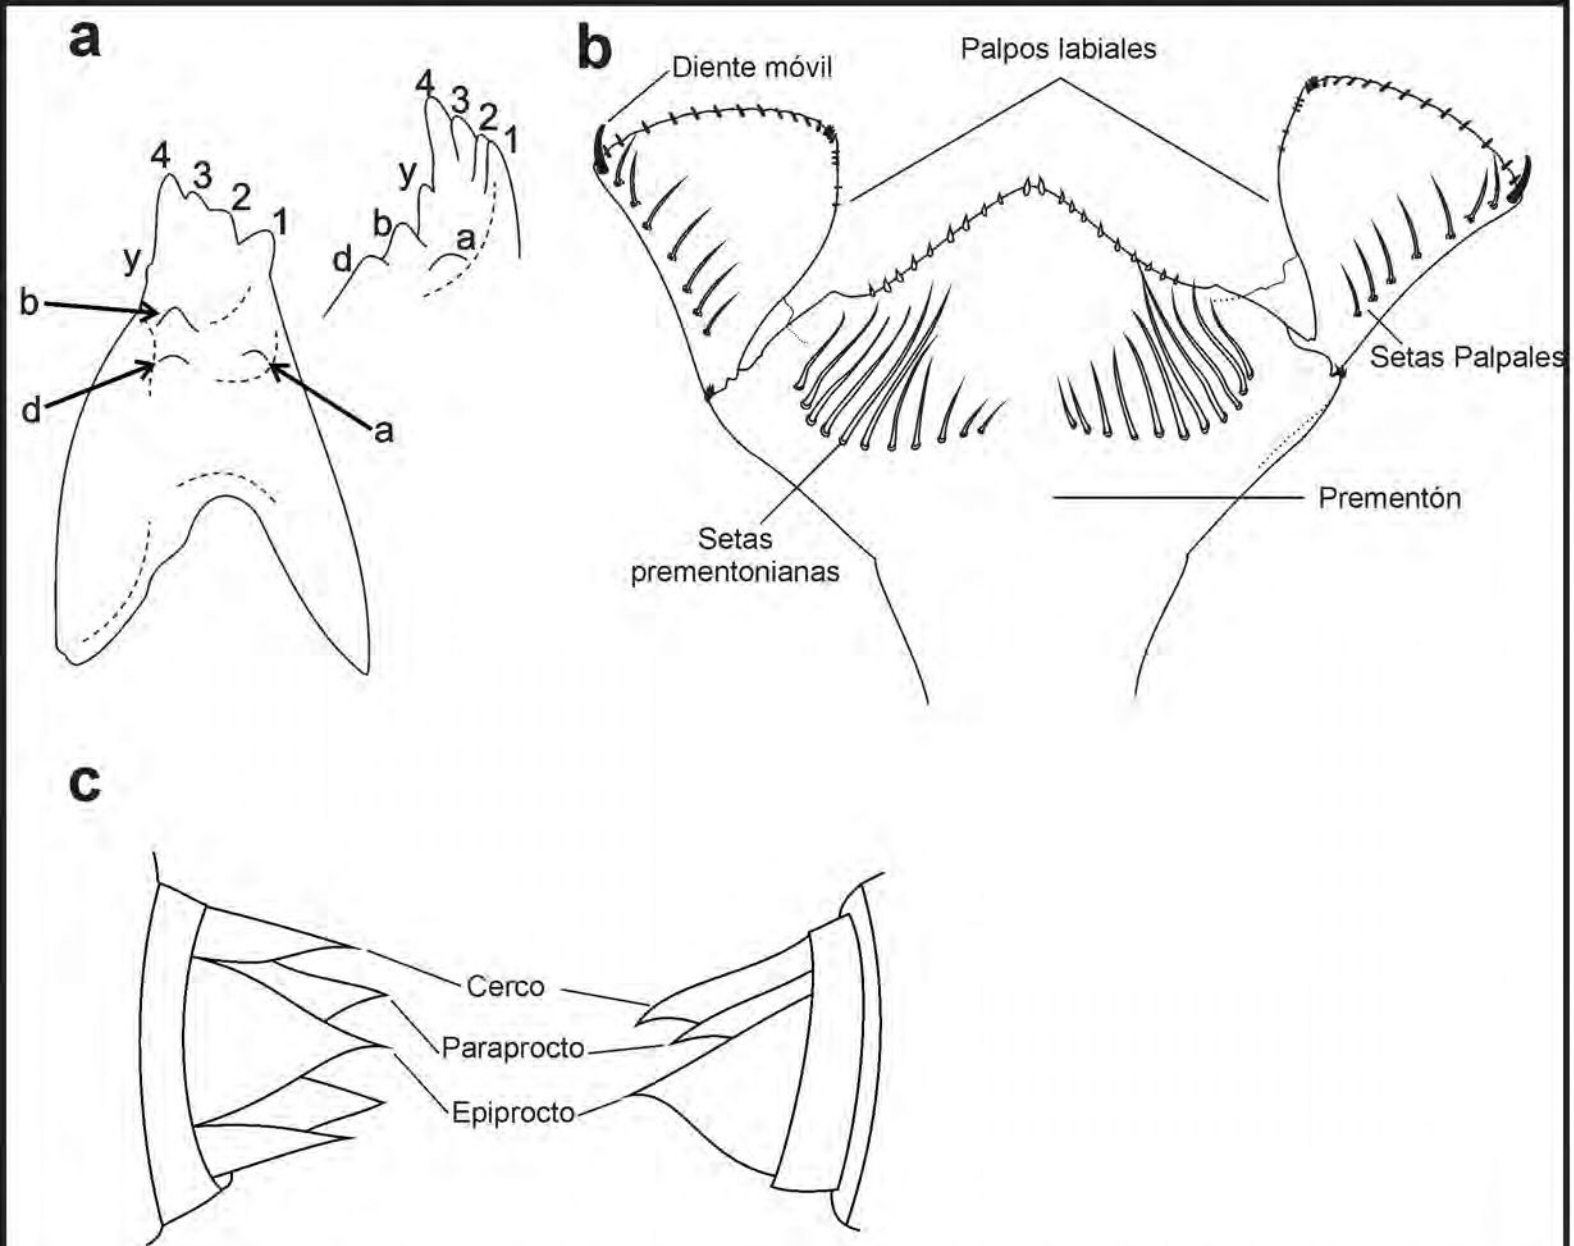 a
4
3
2
1
y
b
d
a
4
3
2
1
y
b
a
d
b
Diente móvil
Palpos labiales
Setas Palpales
Setas
prementonianas
Prementón
c
Cerco
Paraprocto
Epiprocto